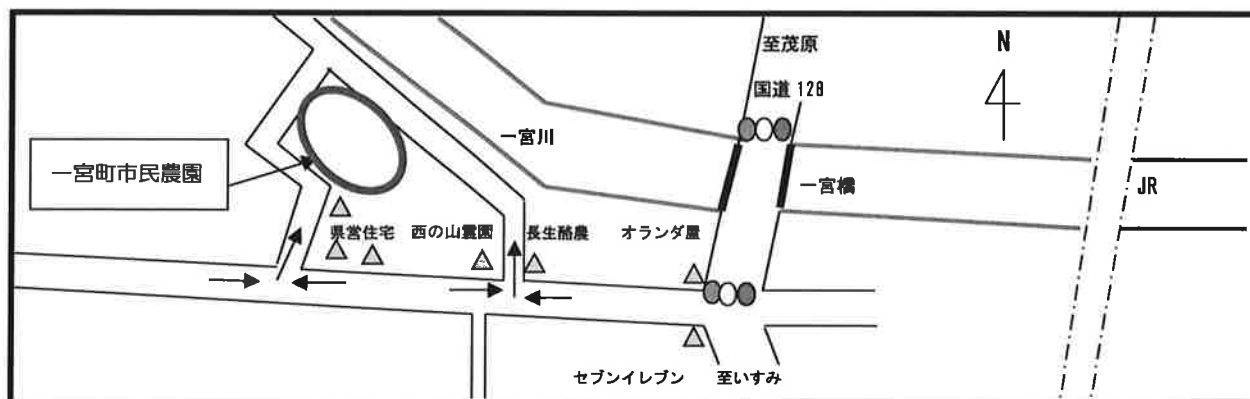 至茂原
N
国道 128
一宮川
一宮町市民農園
一宮橋
JR
県営住宅
西の山霊園
長生酪農
オランダ屋
セブンイレブン
至いすみ